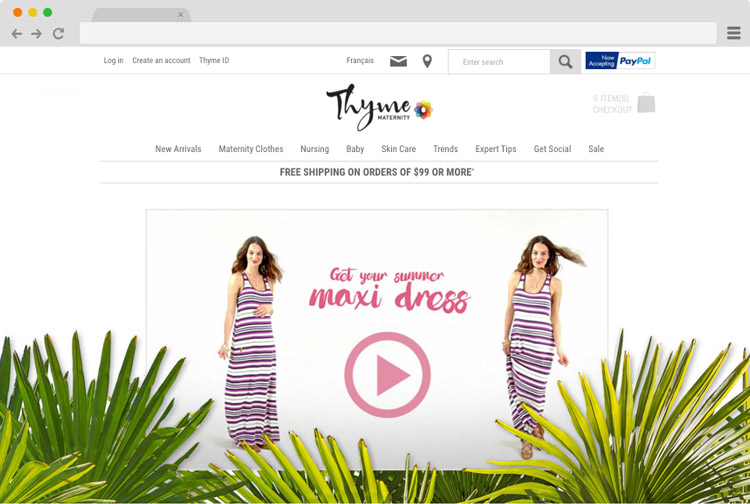 Log in Create an account Thyme ID Français Enter search Now Accepting PayPal
Thyme
MATERNITY
0 ITEM(S)
CHECKOUT
New Arrivals Maternity Clothes Nursing Baby Skin Care Trends Expert Tips Get Social Sale
FREE SHIPPING ON ORDERS OF $99 OR MORE*
Get your summer
maxi dress